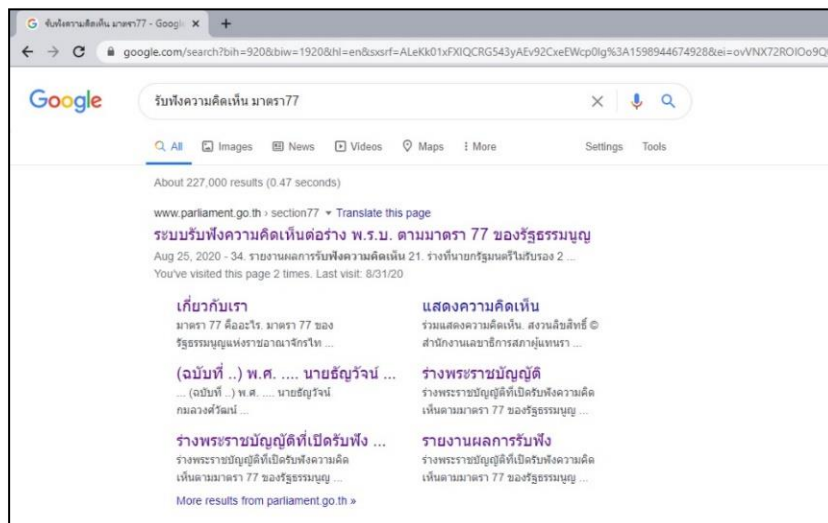 รับฟังความคิดเห็น มาตรา77 - Googl
google.com/search?bih=920&biw=1920&hl=en&sxsrf=ALeKk01xFXIQCRG543yAEv92CxeEWcp0Ig%3A1598944674928&ei=ovVNX72ROIOo9Q
Google
รับฟังความคิดเห็น มาตรา77
All Images News Videos Maps More Settings Tools
About 227,000 results (0.47 seconds)
www.parliament.go.th › section77 Translate this page
ระบบรับฟังความคิดเห็นต่อร่าง พ.ร.บ. ตามมาตรา 77 ของรัฐธรรมนูญ
Aug 25, 2020 - 34. รายงานผลการรับฟังความคิดเห็น 21. ร่างที่นายกรัฐมนตรีไม่รับรอง 2 ...
You've visited this page 2 times. Last visit: 8/31/20
เกี่ยวกับเรา
มาตรา 77 คืออะไร. มาตรา 77 ของ
รัฐธรรมนูญแห่งราชอาณาจักรไท ...
แสดงความคิดเห็น
ร่วมแสดงความคิดเห็น. สงวนลิขสิทธิ์ ©
สำนักงานเลขาธิการสภาผู้แทนรา ...
(ฉบับที่ ..) พ.ศ. .... นายธัญวัจน์ ...
... (ฉบับที่ ..) พ.ศ. .... นายธัญวัจน์
กมลวงศ์วัฒน์ ...
ร่างพระราชบัญญัติ
ร่างพระราชบัญญัติที่เปิดรับฟังความคิด
เห็นตามมาตรา 77 ของรัฐธรรมนูญ ...
ร่างพระราชบัญญัติที่เปิดรับฟัง ...
ร่างพระราชบัญญัติที่เปิดรับฟังความคิด
เห็นตามมาตรา 77 ของรัฐธรรมนูญ ...
รายงานผลการรับฟัง
ร่างพระราชบัญญัติที่เปิดรับฟังความคิด
เห็นตามมาตรา 77 ของรัฐธรรมนูญ ...
More results from parliament.go.th »